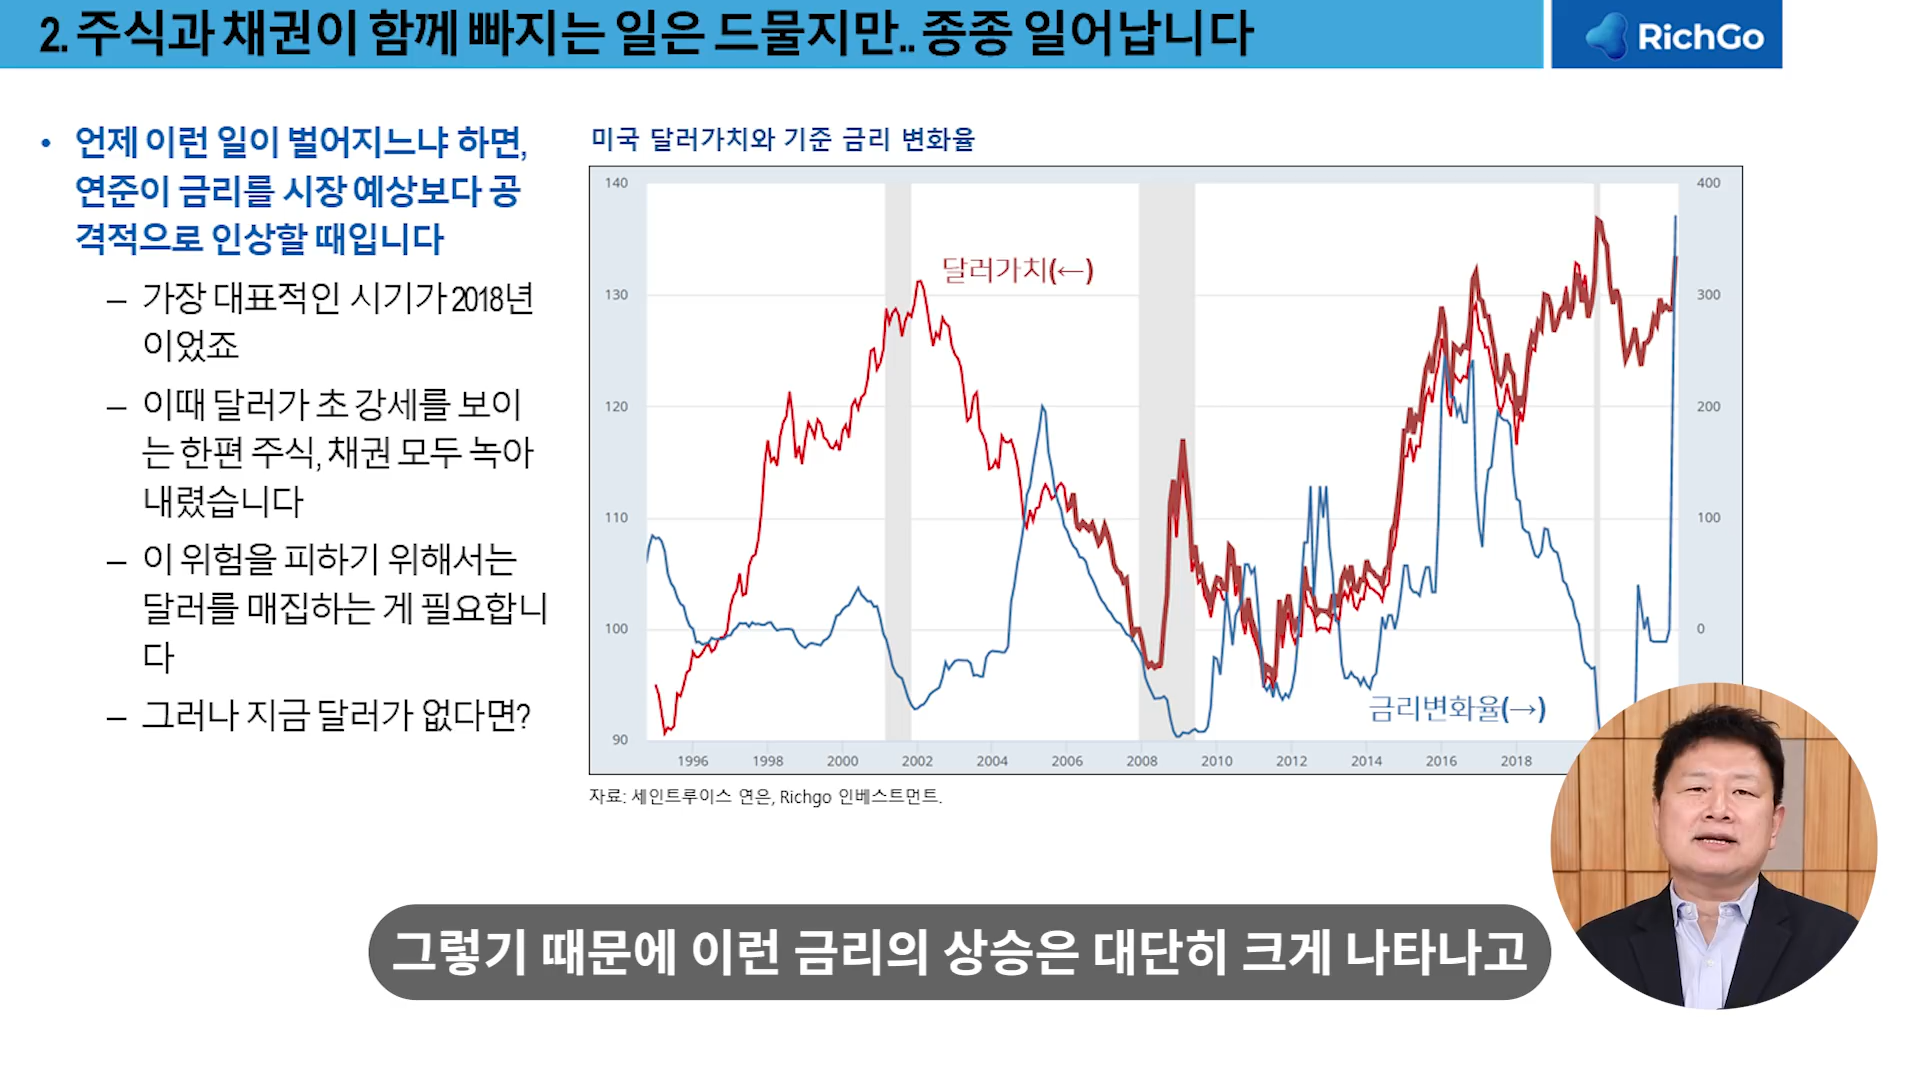 2. 주식과 채권이 함께 빠지는 일은 드물지만.. 종종 일어납니다
RichGo
• 언제 이런 일이 벌어지느냐 하면,
연준이 금리를 시장 예상보다 공
격적으로 인상할 때입니다
– 가장 대표적인 시기가 2018년
이었죠
– 이때 달러가 초 강세를 보이
는 한편 주식, 채권 모두 녹아
내렸습니다
– 이 위험을 피하기 위해서는
달러를 매집하는 게 필요합니
다
– 그러나 지금 달러가 없다면?
미국 달러가치와 기준 금리 변화율
140
130
120
110
100
90
달러가치(←)
금리변화율(→)
400
300
200
100
0
1996 1998 2000 2002 2004 2006 2008 2010 2012 2014 2016 2018
자료: 세인트루이스 연은, Richgo 인베스트먼트.
그렇기 때문에 이런 금리의 상승은 대단히 크게 나타나고